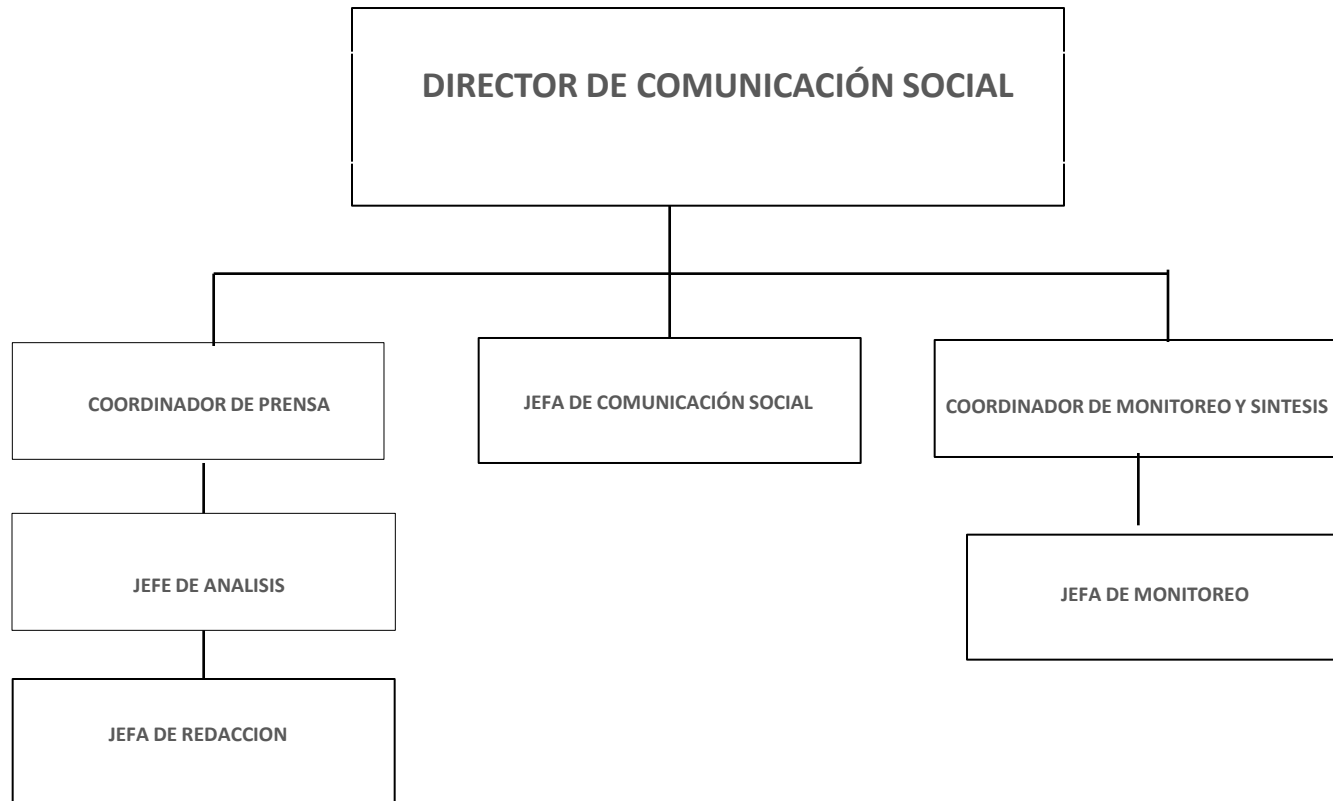 DIRECTOR DE COMUNICACIÓN SOCIAL
COORDINADOR DE PRENSA
JEFA DE COMUNICACIÓN SOCIAL
COORDINADOR DE MONITOREO Y SINTESIS
JEFE DE ANALISIS
JEFA DE MONITOREO
JEFA DE REDACCION